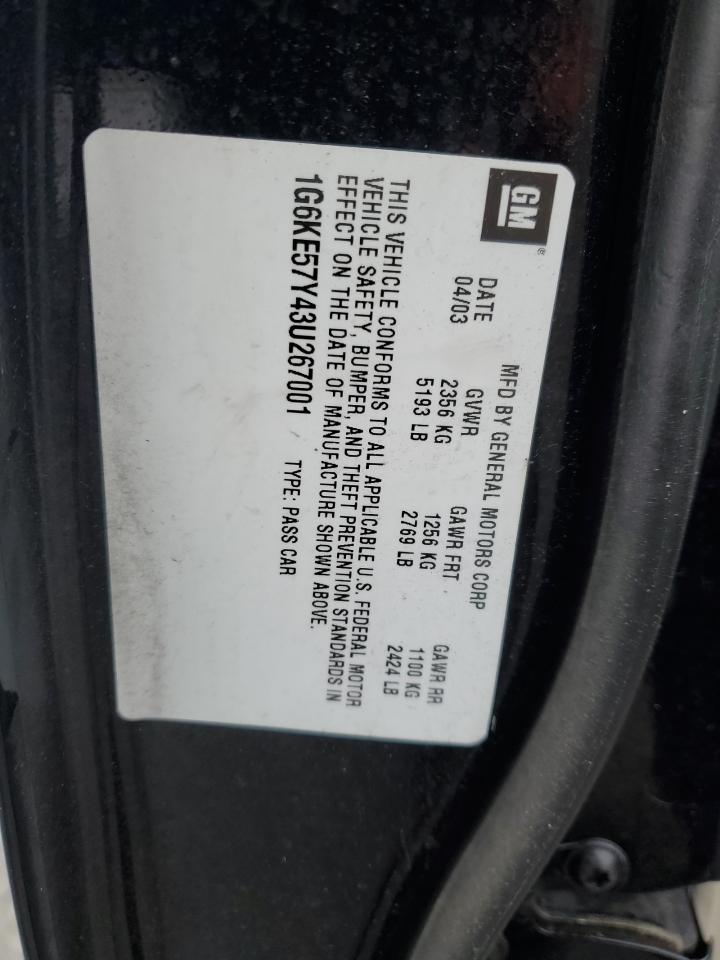 GM®
MFD BY GENERAL MOTORS CORP
DATE GVWR GAWR FRT GAWR RR
04/03 2356 KG 1256 KG 1100 KG
5193 LB 2769 LB 2424 LB
THIS VEHICLE CONFORMS TO ALL APPLICABLE U.S. FEDERAL MOTOR
VEHICLE SAFETY, BUMPER, AND THEFT PREVENTION STANDARDS IN
EFFECT ON THE DATE OF MANUFACTURE SHOWN ABOVE.
1G6KE57Y43U267001 TYPE: PASS CAR